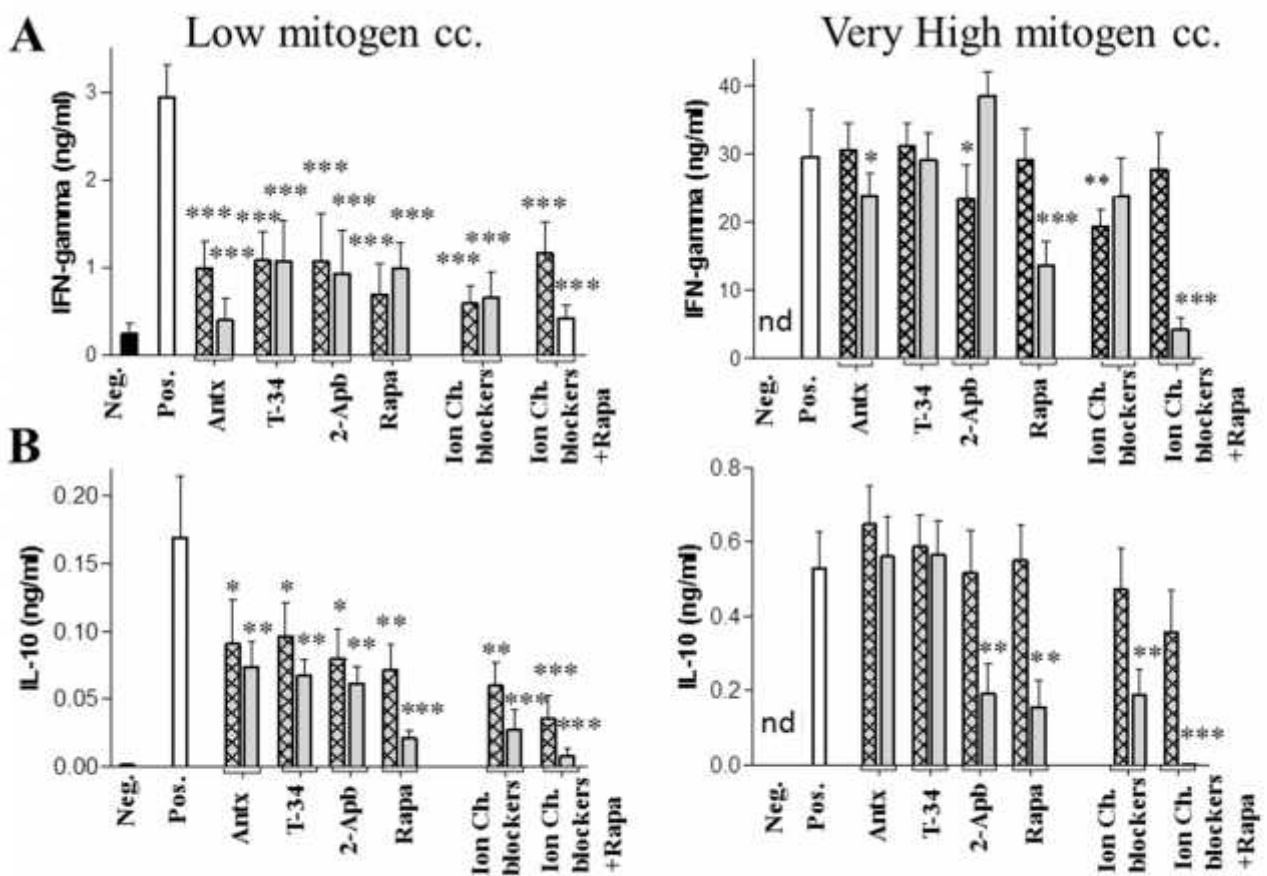 A
Low mitogen cc.
Very High mitogen cc.
IFN-gamma (ng/ml)
3
2
1
0
*** *** *** *** *** *** *** *** *** *** *** ***
Neg.
Pos.
Antx
T-34
2-Apb
Rapa
Ion Ch.
blockers
Ion Ch.
blockers
+Rapa
IFN-gamma (ng/ml)
40
30
20
10
0
nd
* * *** ** ***
Neg.
Pos.
Antx
T-34
2-Apb
Rapa
Ion Ch.
blockers
Ion Ch.
blockers
+Rapa
B
IL-10 (ng/ml)
0.20
0.15
0.10
0.05
0.00
* ** * ** * ** ** *** ** *** *** ***
Neg.
Pos.
Antx
T-34
2-Apb
Rapa
Ion Ch.
blockers
Ion Ch.
blockers
+Rapa
IL-10 (ng/ml)
0.8
0.6
0.4
0.2
0.0
nd
** ** ** ***
Neg.
Pos.
Antx
T-34
2-Apb
Rapa
Ion Ch.
blockers
Ion Ch.
blockers
+Rapa